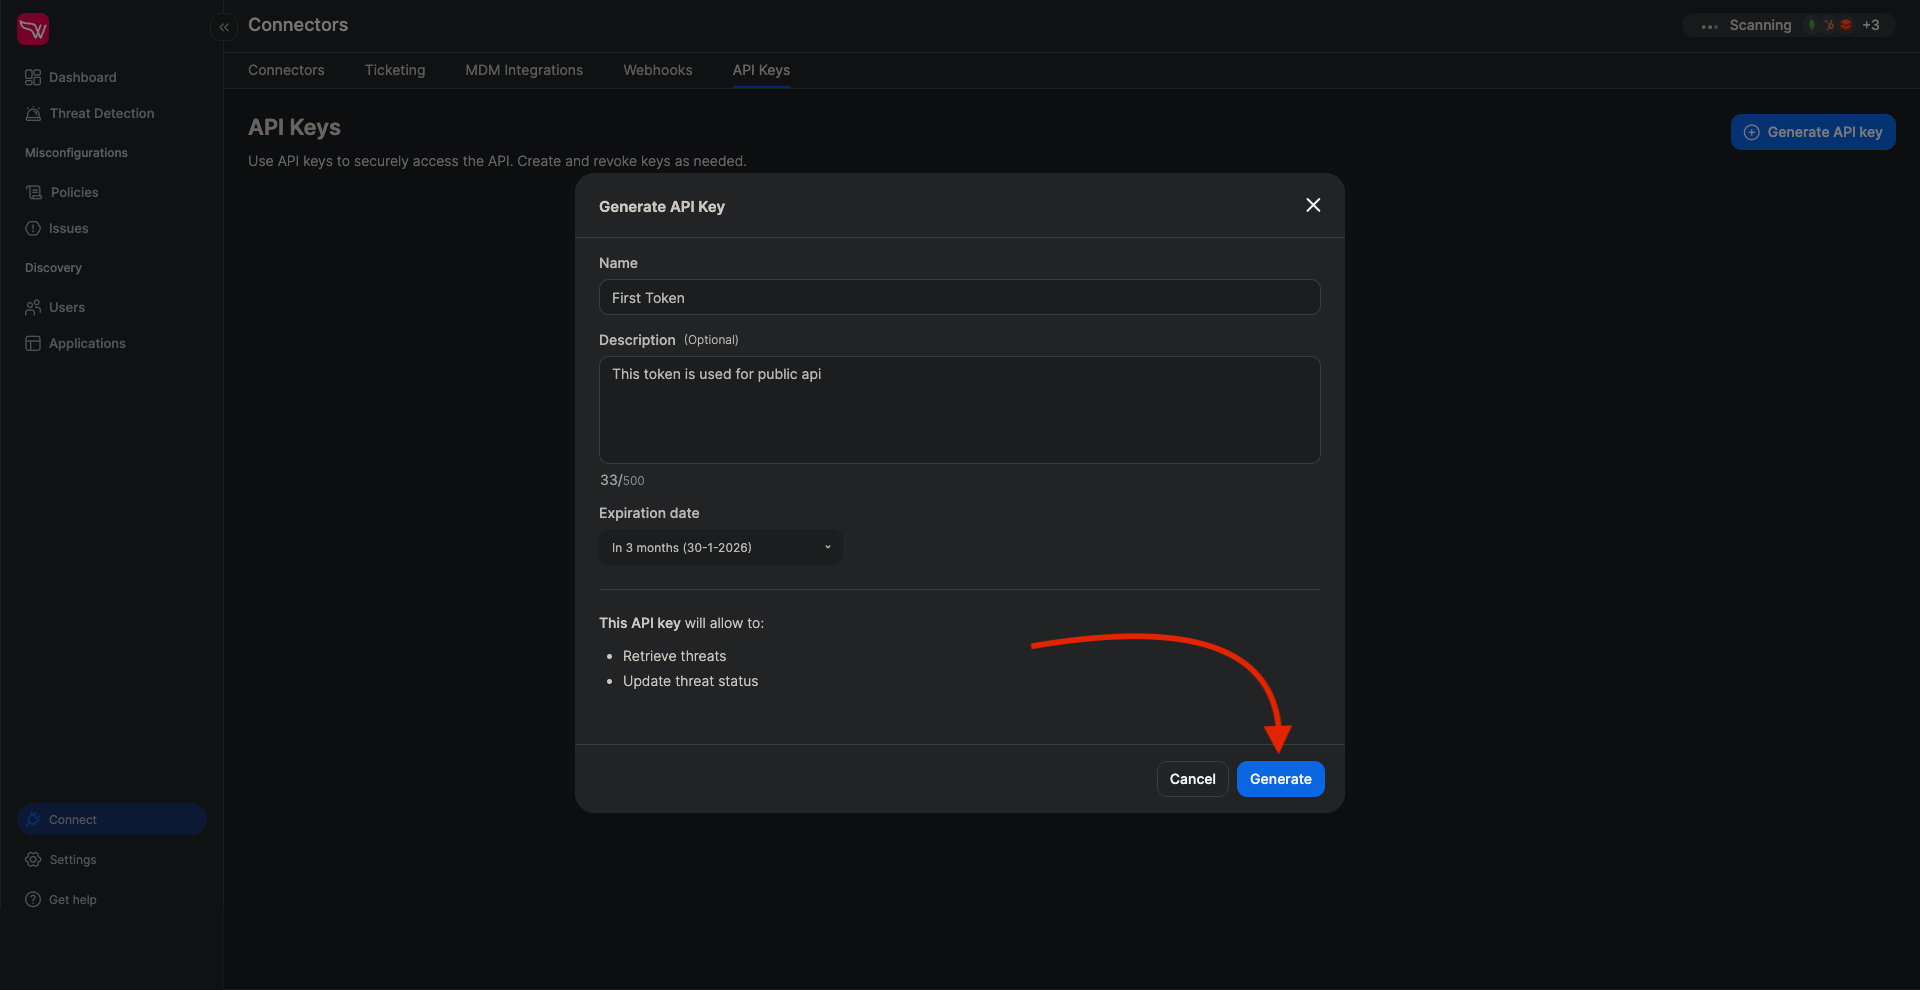 Connectors
Scanning +3
Dashboard
Threat Detection
Misconfigurations
Policies
Issues
Discovery
Users
Applications
Connect
Settings
Get help
Connectors Ticketing MDM Integrations Webhooks API Keys
API Keys
Generate API key
Use API keys to securely access the API. Create and revoke keys as needed.
Generate API Key
Name
First Token
Description (Optional)
This token is used for public api
33/500
Expiration date
In 3 months (30-1-2026)
This API key will allow to:
• Retrieve threats
• Update threat status
Cancel Generate